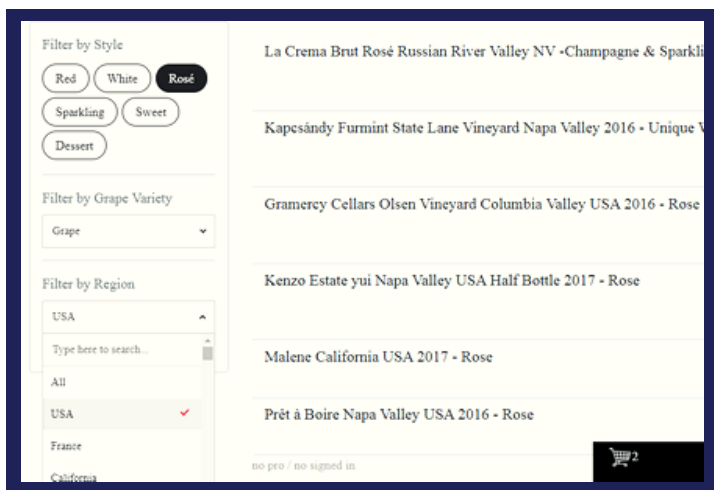 Filter by Style
Red White Rosé
Sparkling Sweet
Dessert
Filter by Grape Variety
Grape
Filter by Region
USA
Type here to search...
All
USA
France
California
La Crema Brut Rosé Russian River Valley NV -Champagne & Sparkli
Kapcsándy Furmint State Lane Vineyard Napa Valley 2016 - Unique
Gramercy Cellars Olsen Vineyard Columbia Valley USA 2016 - Rose
Kenzo Estate yui Napa Valley USA Half Bottle 2017 - Rose
Malene California USA 2017 - Rose
Prêt à Boire Napa Valley USA 2016 - Rose
no pro / no signed in
2